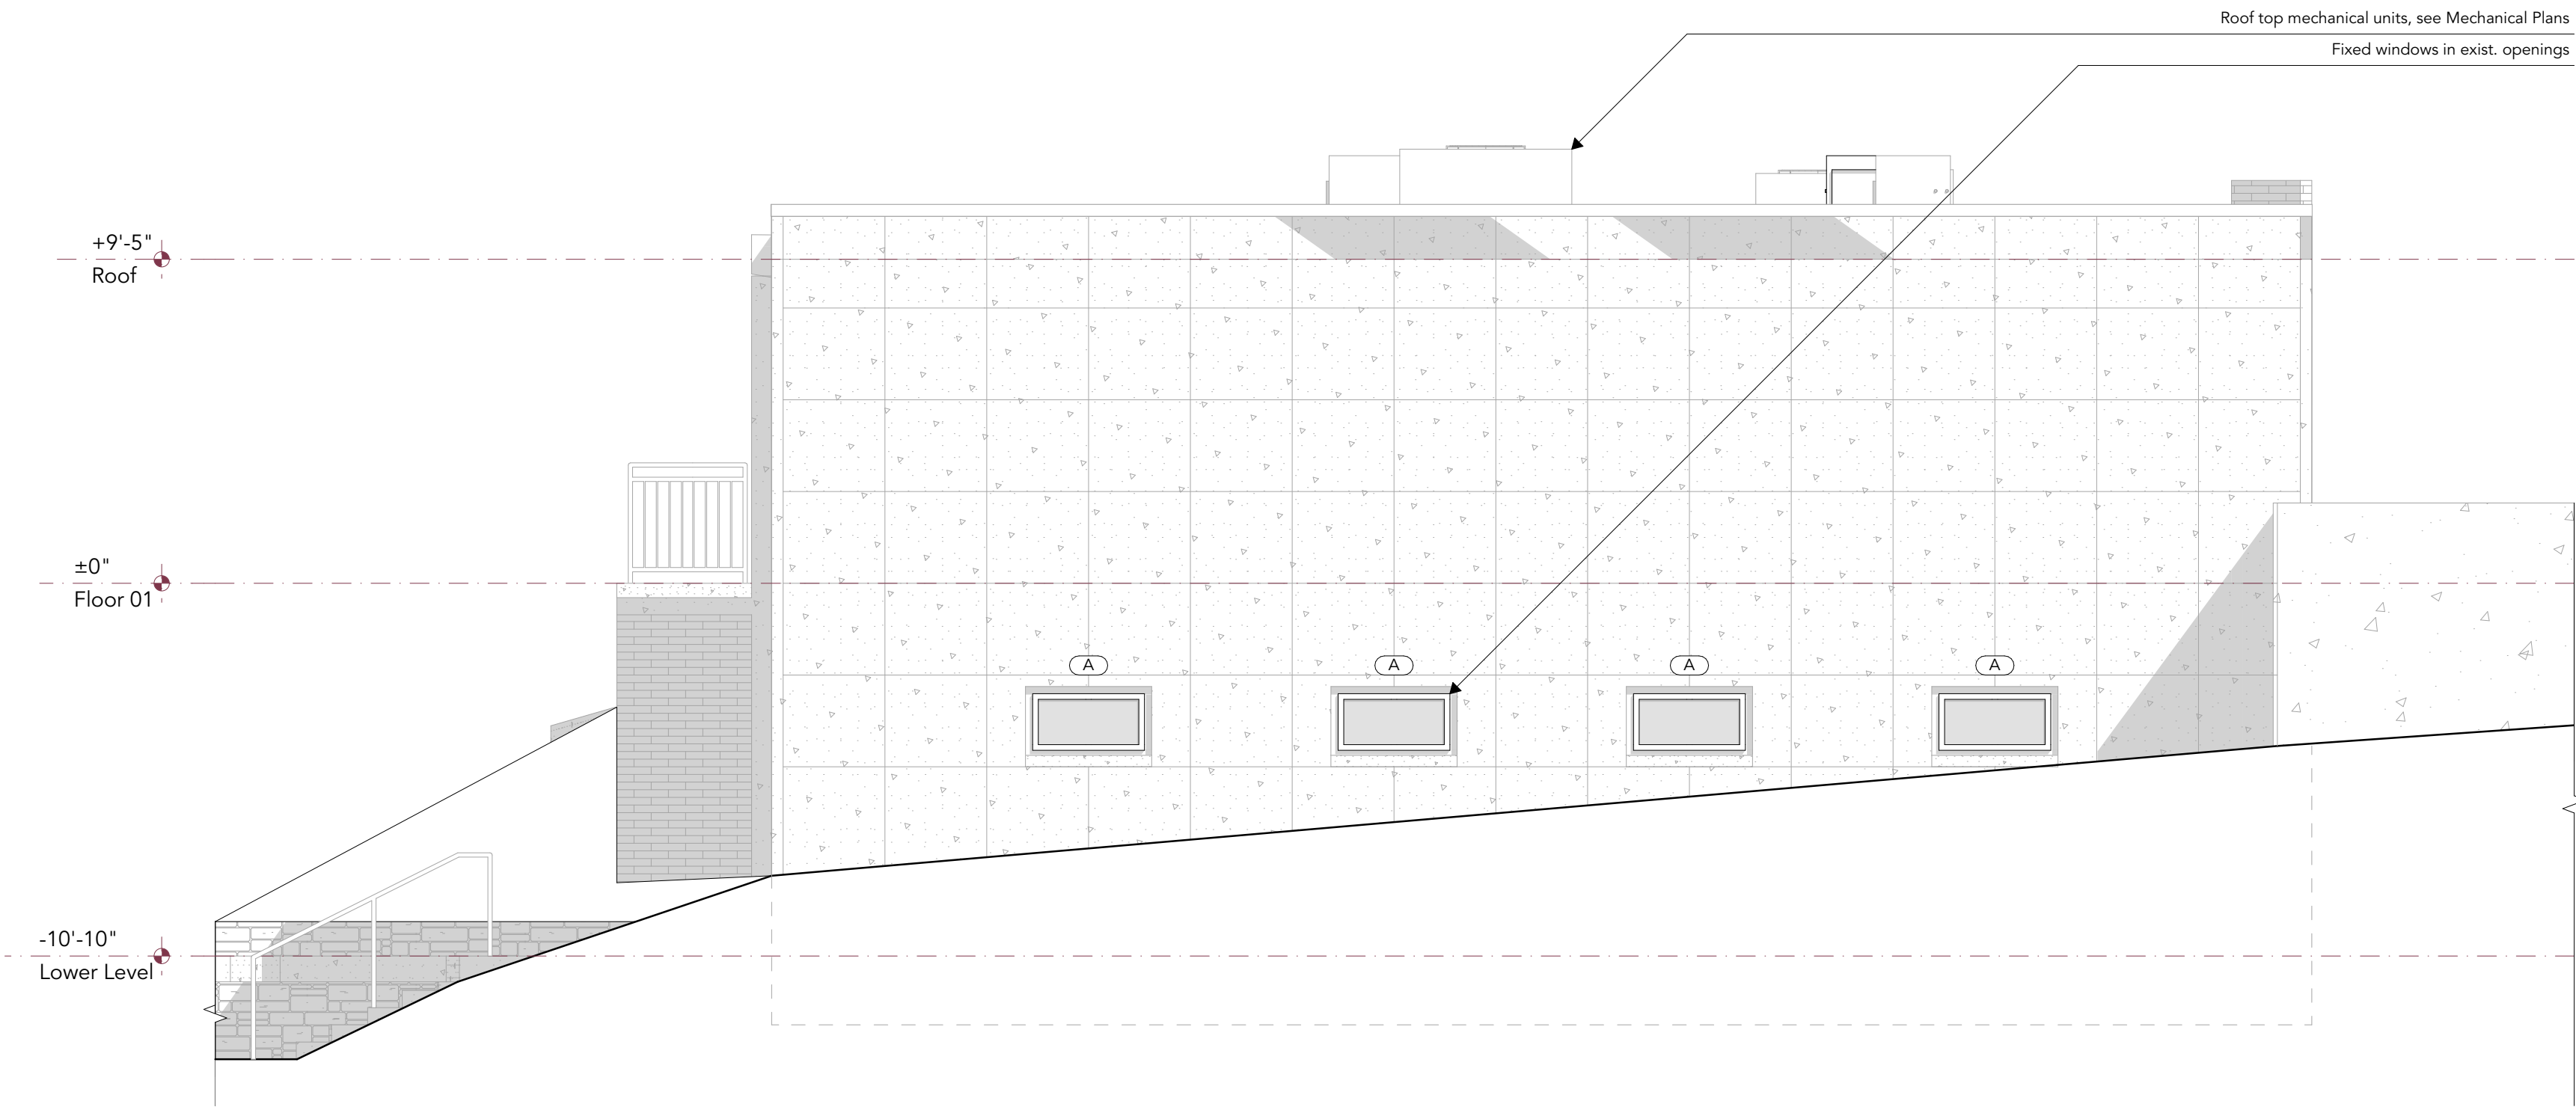 Roof top mechanical units, see Mechanical Plans
Fixed windows in exist. openings
+9'-5"
Roof
±0"
Floor 01
A
A
A
A
-10'-10"
Lower Level